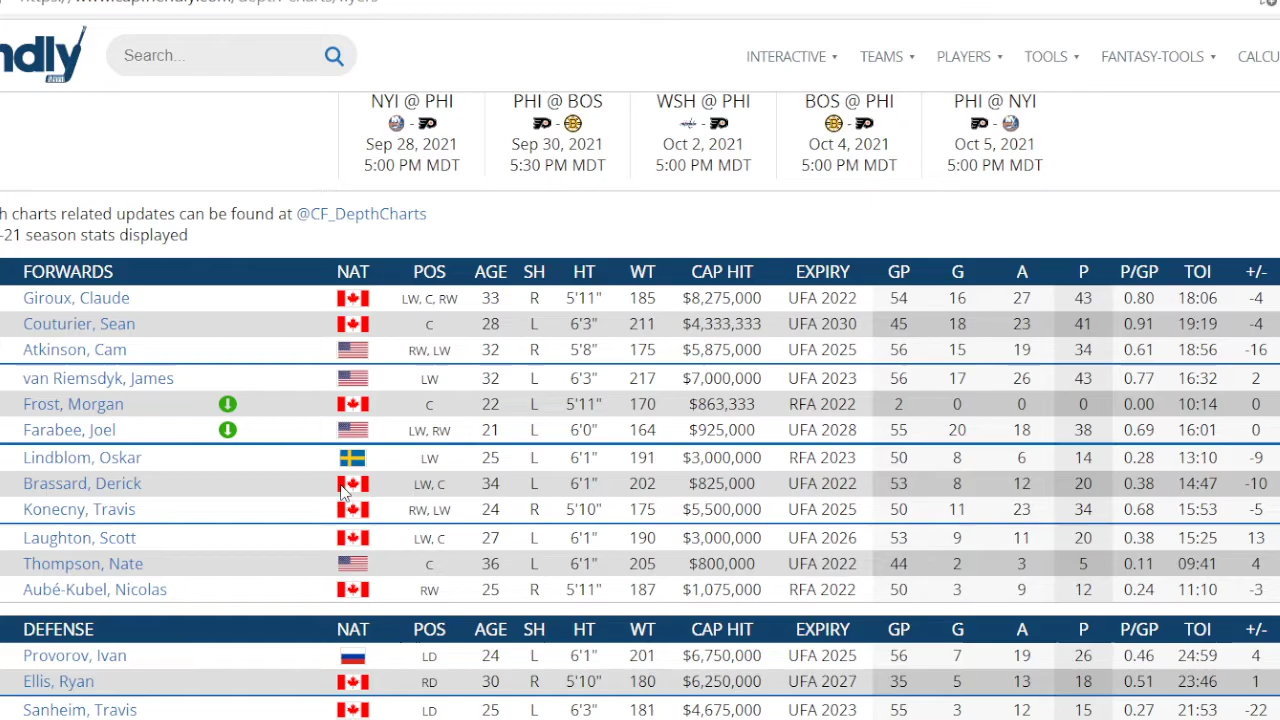 ndly
Search...
INTERACTIVE TEAMS PLAYERS TOOLS FANTASY-TOOLS CALCU
NYI @ PHI PHI @ BOS WSH @ PHI BOS @ PHI PHI @ NYI
- - - - -
Sep 28, 2021 Sep 30, 2021 Oct 2, 2021 Oct 4, 2021 Oct 5, 2021
5:00 PM MDT 5:30 PM MDT 5:00 PM MDT 5:00 PM MDT 5:00 PM MDT
h charts related updates can be found at @CF_DepthCharts
-21 season stats displayed
FORWARDS NAT POS AGE SH HT WT CAP HIT EXPIRY GP G A P P/GP TOI +/-
Giroux, Claude LW, C, RW 33 R 5'11" 185 $8,275,000 UFA 2022 54 16 27 43 0.80 18:06 -4
Couturier, Sean C 28 L 6'3" 211 $4,333,333 UFA 2030 45 18 23 41 0.91 19:19 -4
Atkinson, Cam RW, LW 32 R 5'8" 175 $5,875,000 UFA 2025 56 15 19 34 0.61 18:56 -16
van Riemsdyk, James LW 32 L 6'3" 217 $7,000,000 UFA 2023 56 17 26 43 0.77 16:32 2
Frost, Morgan C 22 L 5'11" 170 $863,333 RFA 2022 2 0 0 0 0.00 10:14 0
Farabee, Joel LW, RW 21 L 6'0" 164 $925,000 UFA 2028 55 20 18 38 0.69 16:01 0
Lindblom, Oskar LW 25 L 6'1" 191 $3,000,000 RFA 2023 50 8 6 14 0.28 13:10 -9
Brassard, Derick LW, C 34 L 6'1" 202 $825,000 UFA 2022 53 8 12 20 0.38 14:47 -10
Konecny, Travis RW, LW 24 R 5'10" 175 $5,500,000 UFA 2025 50 11 23 34 0.68 15:53 -5
Laughton, Scott LW, C 27 L 6'1" 190 $3,000,000 UFA 2026 53 9 11 20 0.38 15:25 13
Thompson, Nate C 36 L 6'1" 205 $800,000 UFA 2022 44 2 3 5 0.11 09:41 4
Aubé-Kubel, Nicolas RW 25 R 5'11" 187 $1,075,000 RFA 2022 50 3 9 12 0.24 11:10 -3
DEFENSE NAT POS AGE SH HT WT CAP HIT EXPIRY GP G A P P/GP TOI +/-
Provorov, Ivan LD 24 L 6'1" 201 $6,750,000 UFA 2025 56 7 19 26 0.46 24:59 4
Ellis, Ryan RD 30 R 5'10" 180 $6,250,000 UFA 2027 35 5 13 18 0.51 23:46 1
Sanheim, Travis LD 25 L 6'3" 181 $4,675,000 UFA 2023 55 3 12 15 0.27 21:53 -22